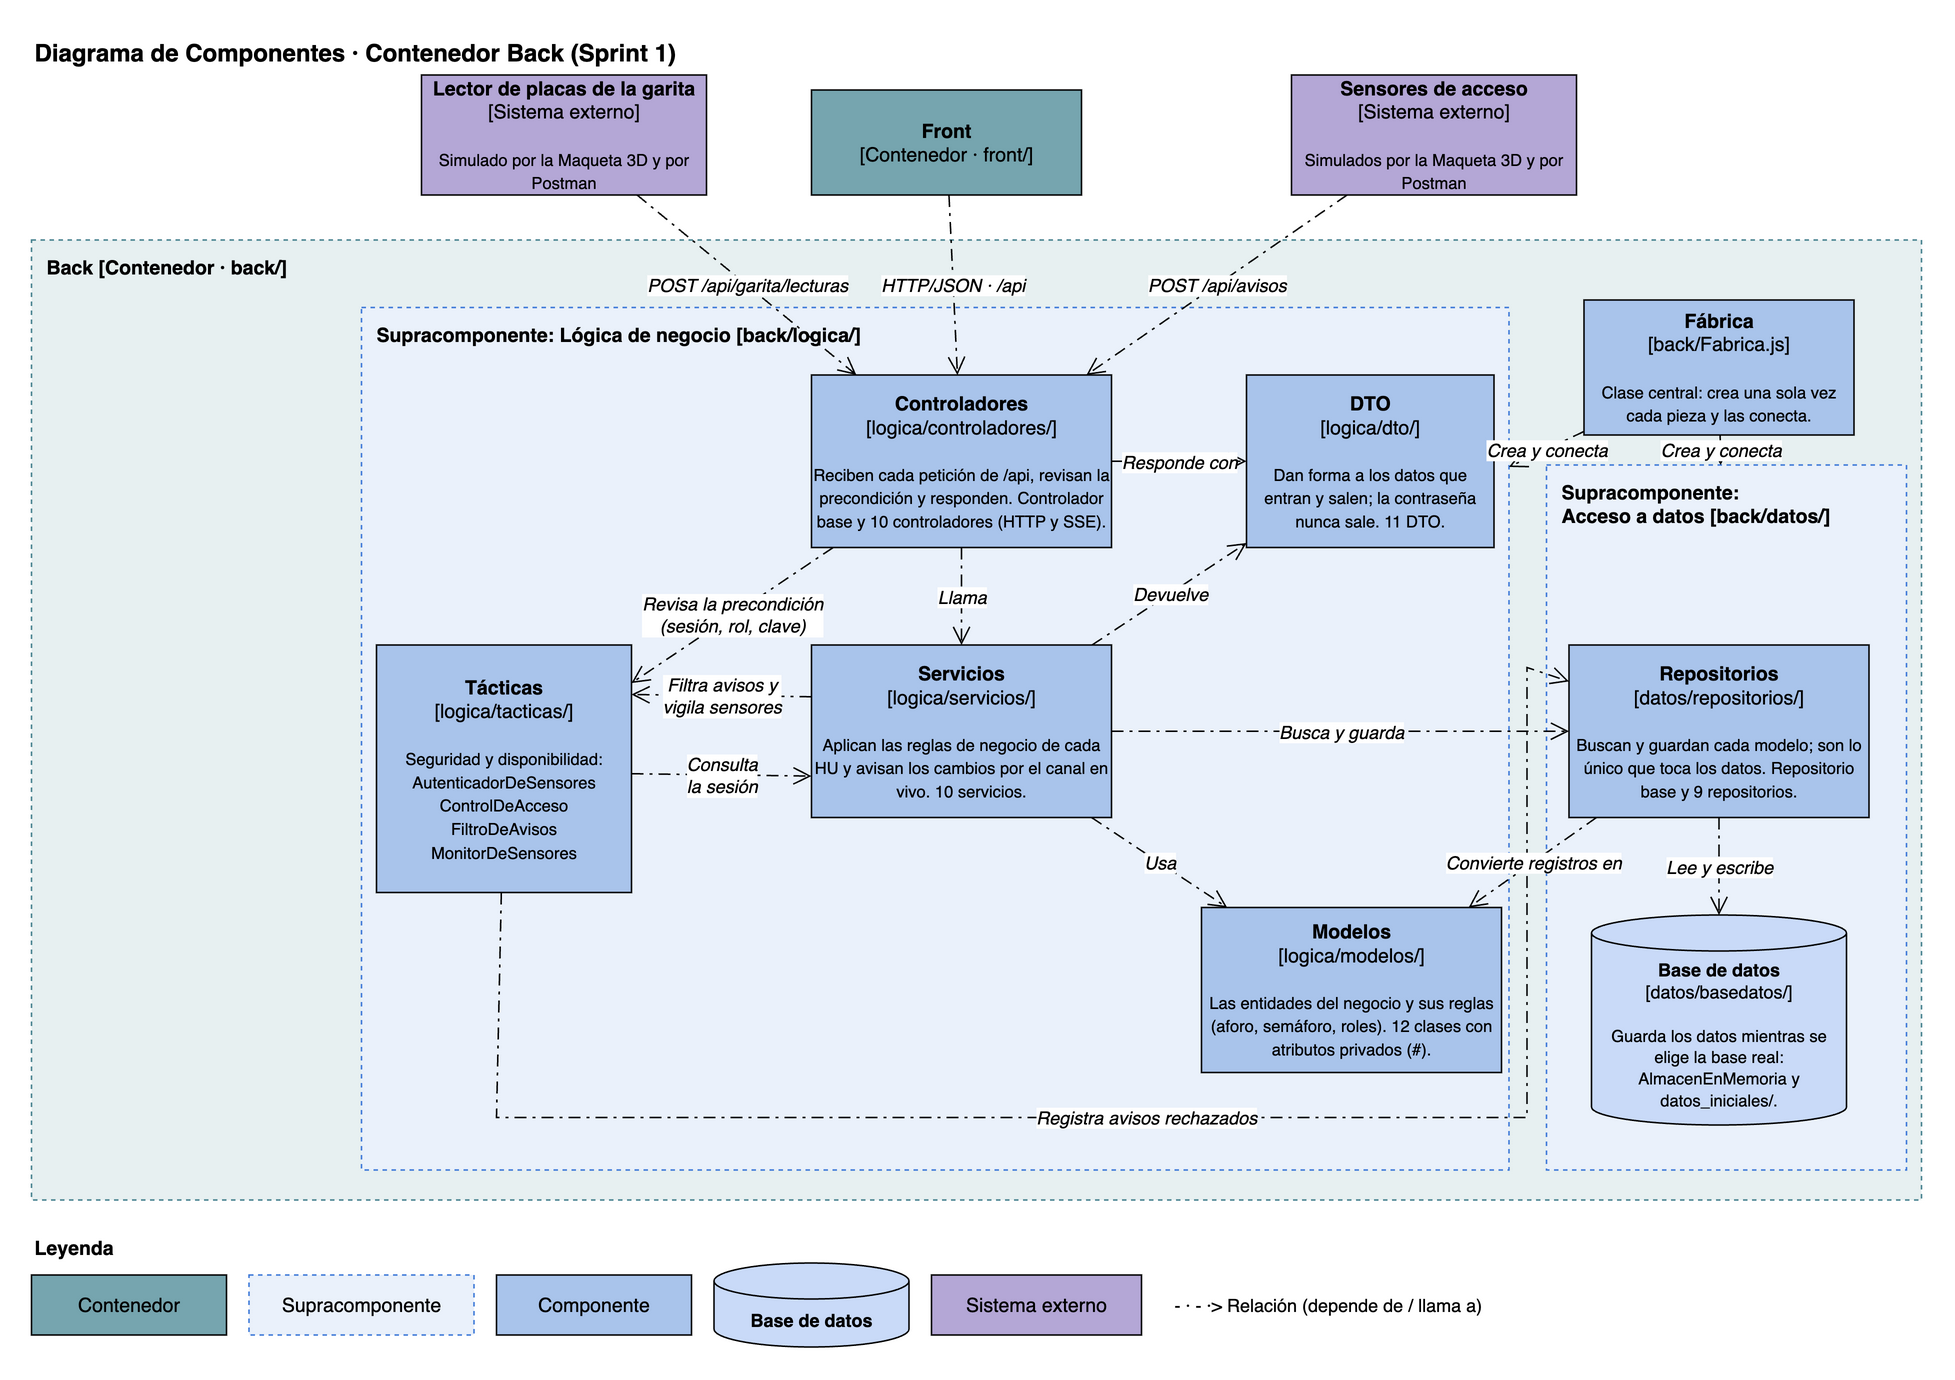 Diagrama de Componentes · Contenedor Back (Sprint 1)
Lector de placas de la garita
[Sistema externo]
Simulado por la Maqueta 3D y por
Postman
Front
[Contenedor · front/]
Sensores de acceso
[Sistema externo]
Simulados por la Maqueta 3D y por
Postman
Back [Contenedor · back/]
POST /api/garita/lecturas
HTTP/JSON · /api
POST /api/avisos
Supracomponente: Lógica de negocio [back/logica/]
Fábrica
[back/Fabrica.js]
Clase central: crea una sola vez
cada pieza y las conecta.
Controladores
[logica/controladores/]
Reciben cada petición de /api, revisan la
precondición y responden. Controlador
base y 10 controladores (HTTP y SSE).
Responde con
DTO
[logica/dto/]
Dan forma a los datos que
entran y salen; la contraseña
nunca sale. 11 DTO.
Crea y conecta
Crea y conecta
Supracomponente:
Acceso a datos [back/datos/]
Revisa la precondición
(sesión, rol, clave)
Llama
Devuelve
Tácticas
[logica/tacticas/]
Seguridad y disponibilidad:
AutenticadorDeSensores
ControlDeAcceso
FiltroDeAvisos
MonitorDeSensores
Filtra avisos y
vigila sensores
Consulta
la sesión
Servicios
[logica/servicios/]
Aplican las reglas de negocio de cada
HU y avisan los cambios por el canal en
vivo. 10 servicios.
Busca y guarda
Repositorios
[datos/repositorios/]
Buscan y guardan cada modelo; son lo
único que toca los datos. Repositorio
base y 9 repositorios.
Usa
Convierte registros en
Lee y escribe
Modelos
[logica/modelos/]
Las entidades del negocio y sus reglas
(aforo, semáforo, roles). 12 clases con
atributos privados (#).
Base de datos
[datos/basedatos/]
Guarda los datos mientras se
elige la base real:
AlmacenEnMemoria y
datos_iniciales/.
Registra avisos rechazados
Leyenda
Contenedor
Supracomponente
Componente
Base de datos
Sistema externo
- · - ·> Relación (depende de / llama a)